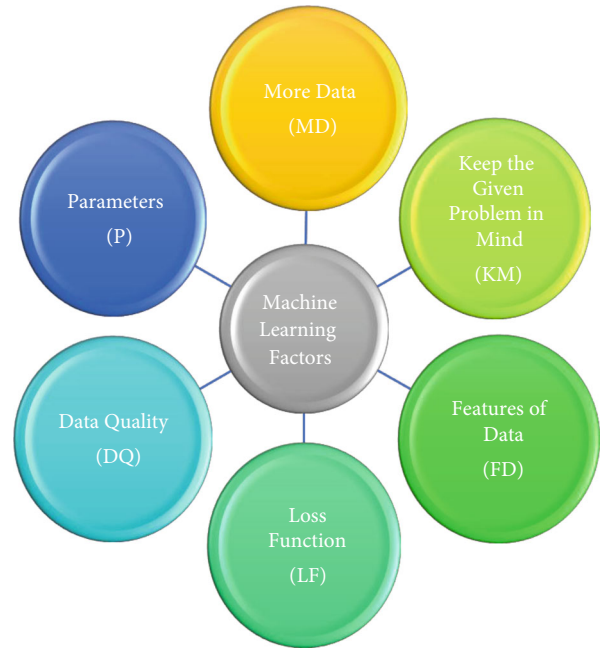 More Data
(MD)
Keep the
Given
Problem in
Mind
(KM)
Parameters
(P)
Machine
Learning
Factors
Features of
Data
(FD)
Data Quality
(DQ)
Loss
Function
(LF)